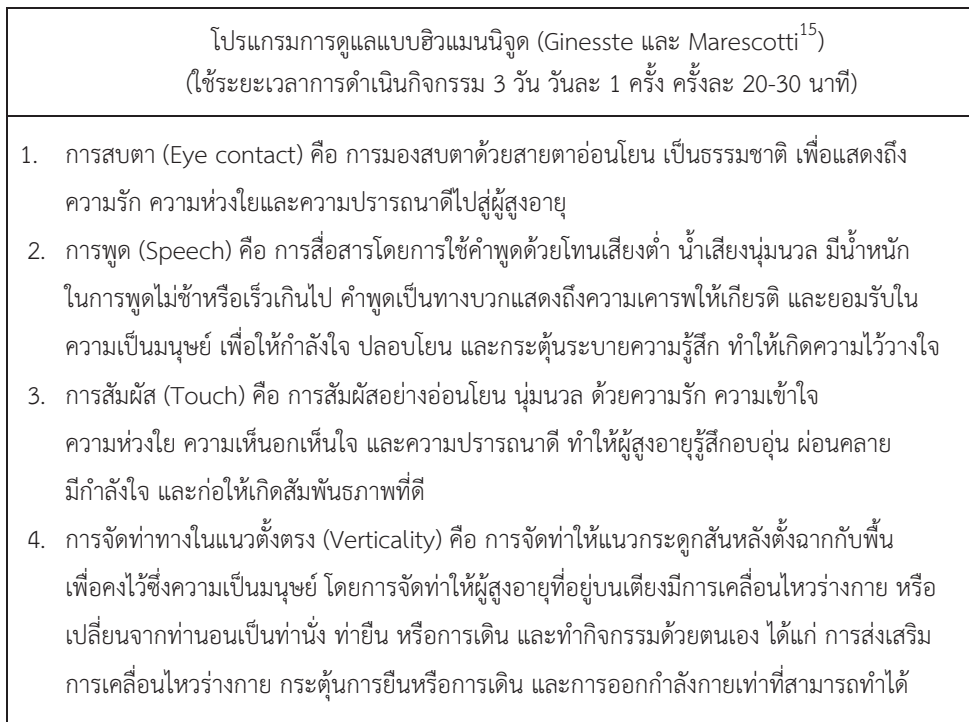 โปรแกรมการดูแลแบบฮิวแมนนิจูด (Ginesste และ Marescotti15)
(ใช้ระยะเวลาการดำเนินกิจกรรม 3 วัน วันละ 1 ครั้ง ครั้งละ 20-30 นาที)
1. การสบตา (Eye contact) คือ การมองสบตาด้วยสายตาอ่อนโยน เป็นธรรมชาติ เพื่อแสดงถึง
ความรัก ความห่วงใยและความปรารถนาดีไปสู่ผู้สูงอายุ
2. การพูด (Speech) คือ การสื่อสารโดยการใช้คำพูดด้วยโทนเสียงต่ำ น้ำเสียงนุ่มนวล มีน้ำหนัก
ในการพูดไม่ช้าหรือเร็วเกินไป คำพูดเป็นทางบวกแสดงถึงความเคารพให้เกียรติ และยอมรับใน
ความเป็นมนุษย์ เพื่อให้กำลังใจ ปลอบโยน และกระตุ้นระบายความรู้สึก ทำให้เกิดความไว้วางใจ
3. การสัมผัส (Touch) คือ การสัมผัสอย่างอ่อนโยน นุ่มนวล ด้วยความรัก ความเข้าใจ
ความห่วงใย ความเห็นอกเห็นใจ และความปรารถนาดี ทำให้ผู้สูงอายุรู้สึกอบอุ่น ผ่อนคลาย
มีกำลังใจ และก่อให้เกิดสัมพันธภาพที่ดี
4. การจัดท่าทางในแนวตั้งตรง (Verticality) คือ การจัดท่าให้แนวกระดูกสันหลังตั้งฉากกับพื้น
เพื่อคงไว้ซึ่งความเป็นมนุษย์ โดยการจัดท่าให้ผู้สูงอายุที่อยู่บนเตียงมีการเคลื่อนไหวร่างกาย หรือ
เปลี่ยนจากท่านอนเป็นท่านั่ง ท่ายืน หรือการเดิน และทำกิจกรรมด้วยตนเอง ได้แก่ การส่งเสริม
การเคลื่อนไหวร่างกาย กระตุ้นการยืนหรือการเดิน และการออกกำลังกายเท่าที่สามารถทำได้